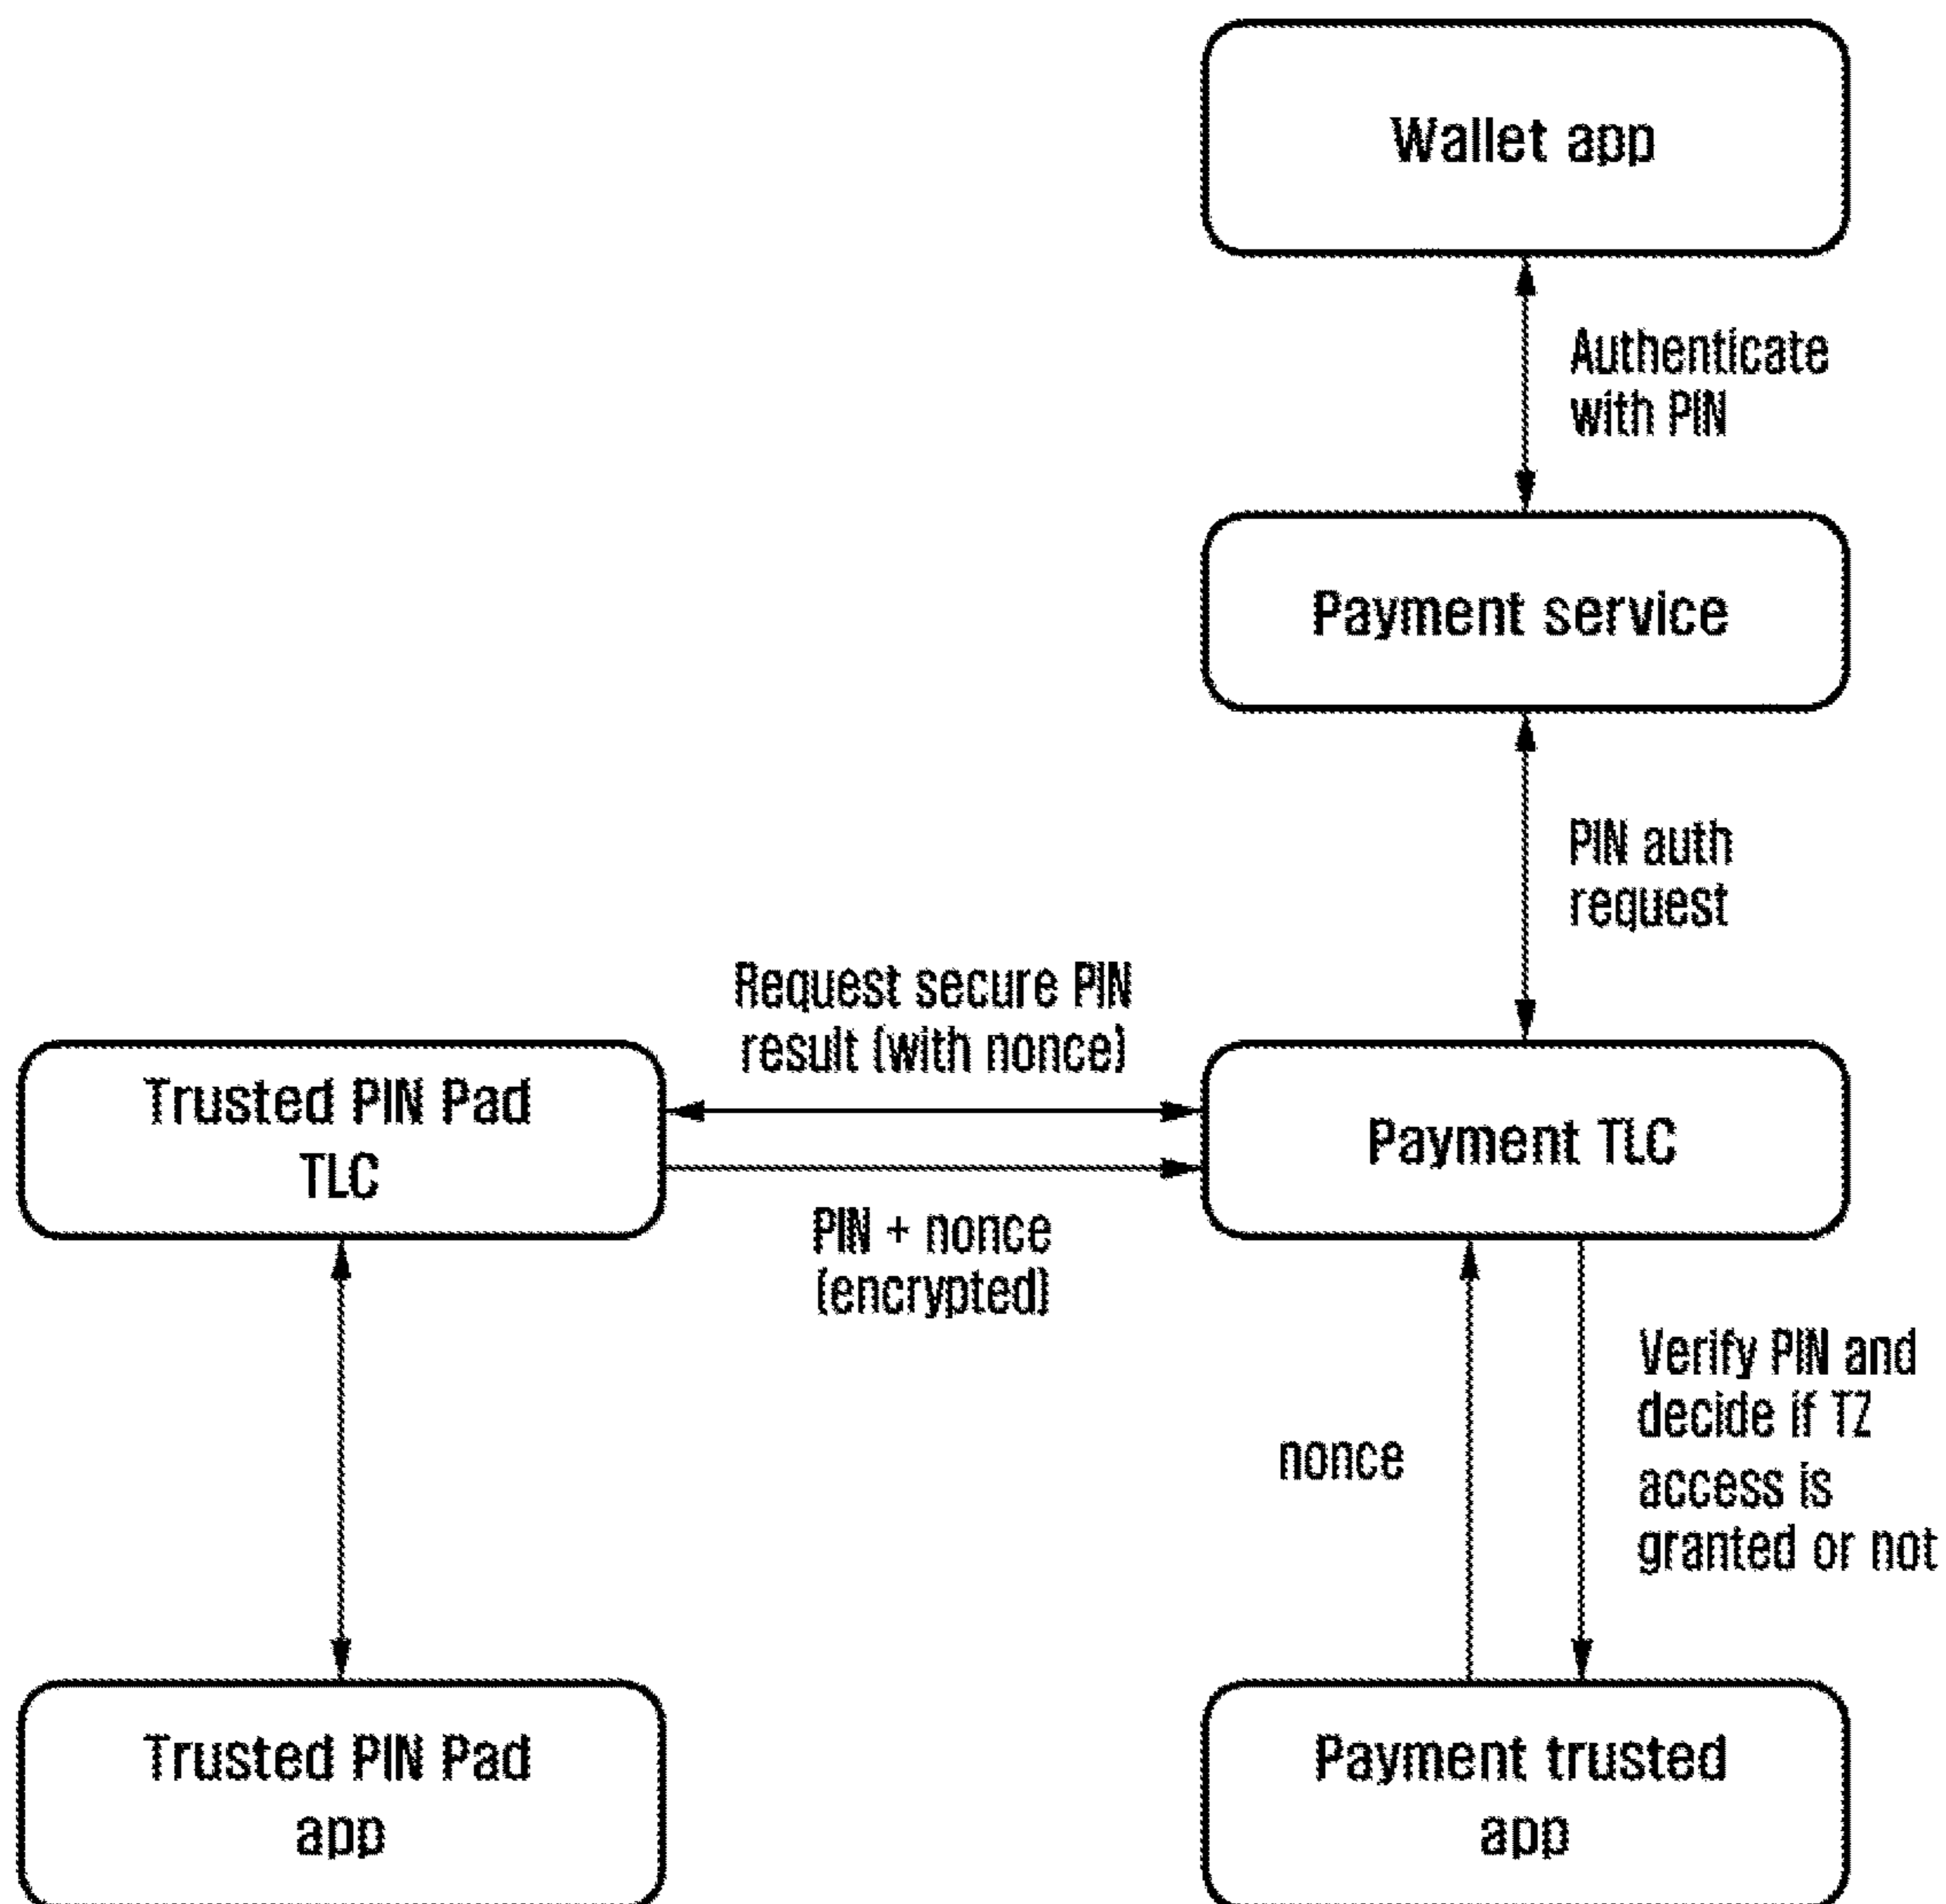 Wallet app
Authenticate
with PIN
Payment service
PIN auth
request
Request secure PIN
result (with nonce)
Trusted PIN Pad
TLC
Payment TLC
PIN + nonce
(encrypted)
Verify PIN and
decide if TZ
access is
granted or not
nonce
Trusted PIN Pad
app
Payment trusted
app